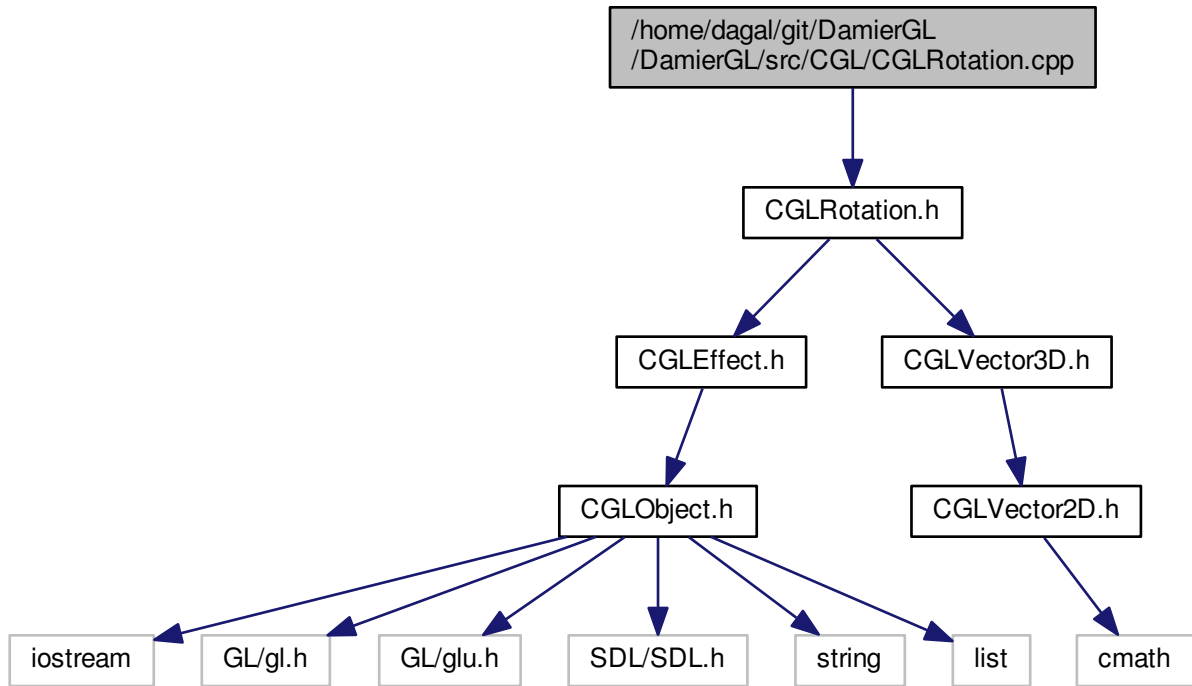 /home/dagal/git/DamierGL
/DamierGL/src/CGL/CGLRotation.cpp
CGLRotation.h
CGLEffect.h
CGLVector3D.h
CGLObject.h
CGLVector2D.h
iostream
GL/gl.h
GL/glu.h
SDL/SDL.h
string
list
cmath